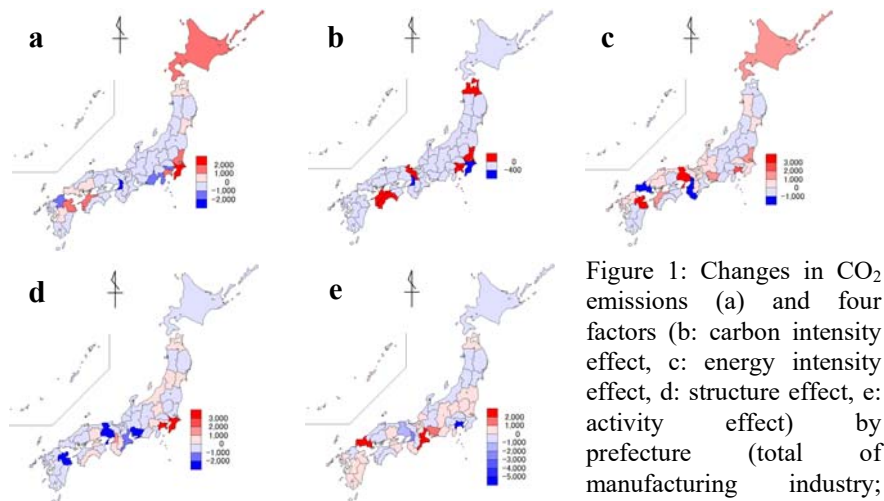 a
b
c
2,000
1,000
0
−1,000
−2,000
0
−400
3,000
2,000
1,000
0
−1,000
d
e
3,000
2,000
1,000
0
−1,000
−2,000
2,000
1,000
0
−1,000
−2,000
−3,000
−4,000
−5,000
Figure 1: Changes in CO₂
emissions (a) and four
factors (b: carbon intensity
effect, c: energy intensity
effect, d: structure effect, e:
activity effect) by
prefecture (total of
manufacturing industry;